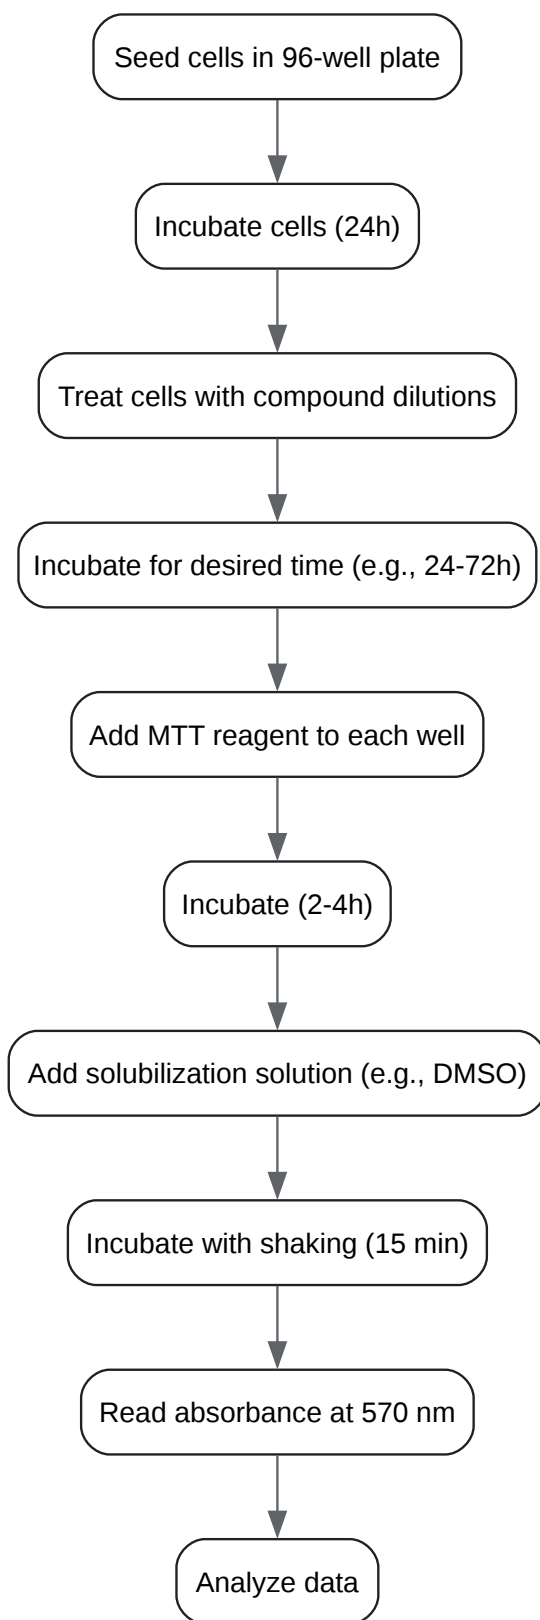 Seed cells in 96-well plate
Incubate cells (24h)
Treat cells with compound dilutions
Incubate for desired time (e.g., 24-72h)
Add MTT reagent to each well
Incubate (2-4h)
Add solubilization solution (e.g., DMSO)
Incubate with shaking (15 min)
Read absorbance at 570 nm
Analyze data